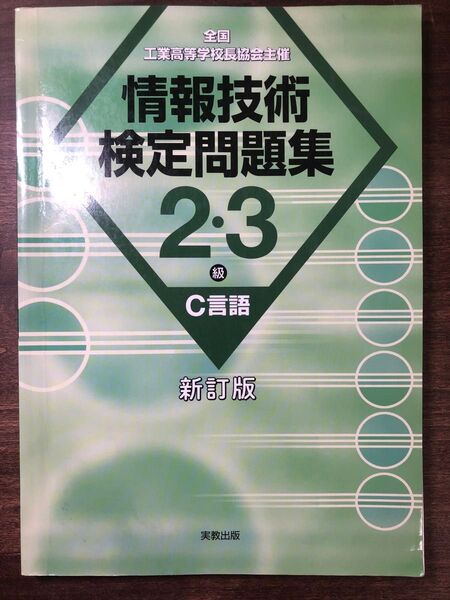 全国
工業高等学校長協会主催
情報技術
検定問題集
2・3
級
C言語
新訂版
実教出版